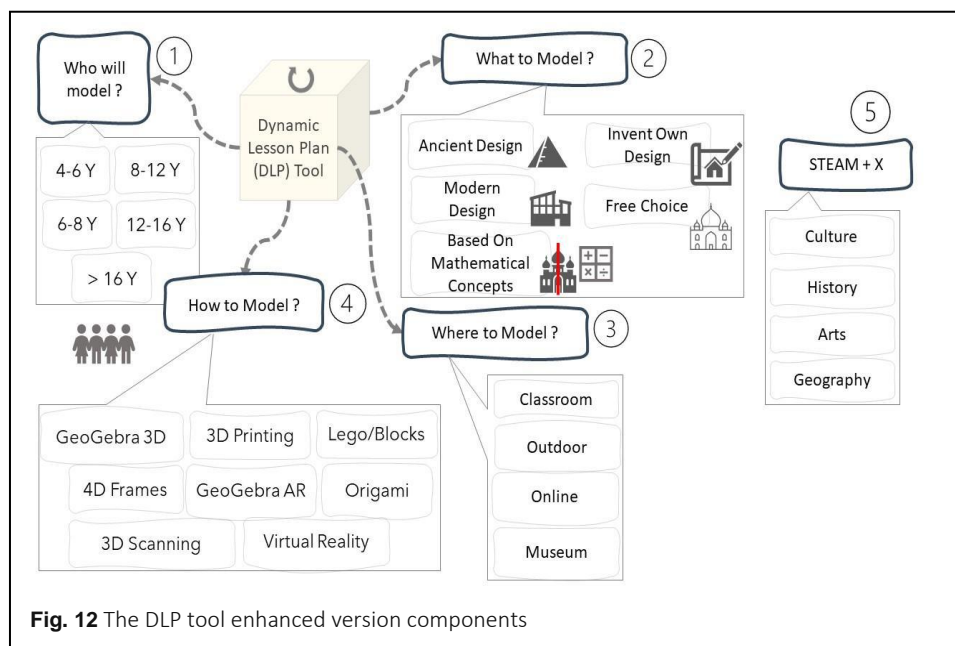 Who will
model ?
1
4-6 Y
8-12 Y
6-8 Y
12-16 Y
> 16 Y
Dynamic
Lesson Plan
(DLP) Tool
What to Model ?
2
Ancient Design
Invent Own
Design
Modern
Design
Free Choice
Based On
Mathematical
Concepts
Where to Model ?
3
Classroom
Outdoor
Online
Museum
How to Model ?
4
GeoGebra 3D
3D Printing
Lego/Blocks
4D Frames
GeoGebra AR
Origami
3D Scanning
Virtual Reality
5
STEAM + X
Culture
History
Arts
Geography
Fig. 12 The DLP tool enhanced version components